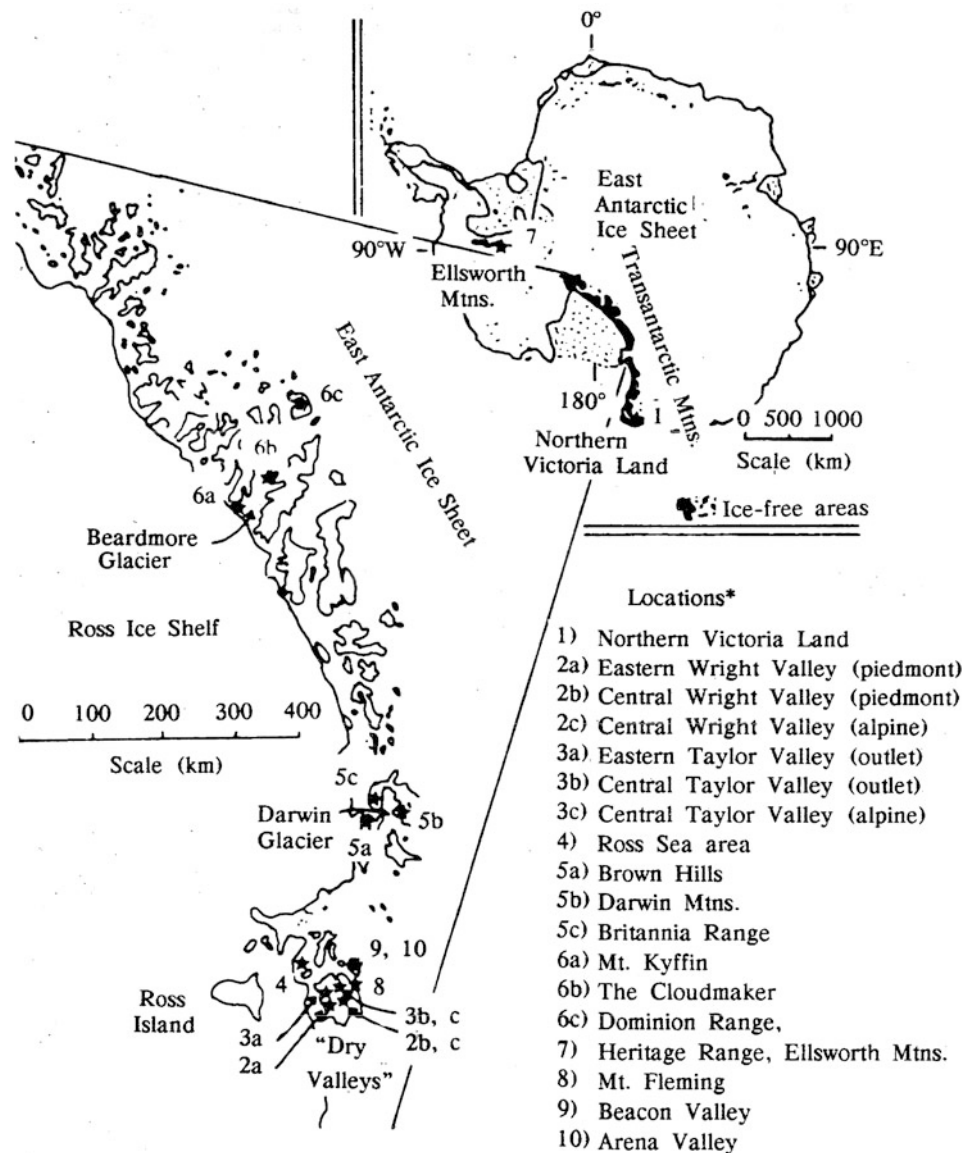 0°
East
Antarctic
Ice Sheet
7
90°W
90°E
Ellsworth
Mtns.
Transantarctic Mtns.
East Antarctic Ice Sheet
6c
180°
1
0 500 1000
Northern
Victoria Land
Scale (km)
6b
6a
Ice-free areas
Beardmore
Glacier
Ross Ice Shelf
0 100 200 300 400
Scale (km)
5c
Darwin
Glacier
5b
5a
9, 10
4
8
Ross
Island
3b, c
3a
2b, c
2a
"Dry
Valleys"
Locations*
1) Northern Victoria Land
2a) Eastern Wright Valley (piedmont)
2b) Central Wright Valley (piedmont)
2c) Central Wright Valley (alpine)
3a) Eastern Taylor Valley (outlet)
3b) Central Taylor Valley (outlet)
3c) Central Taylor Valley (alpine)
4) Ross Sea area
5a) Brown Hills
5b) Darwin Mtns.
5c) Britannia Range
6a) Mt. Kyffin
6b) The Cloudmaker
6c) Dominion Range,
7) Heritage Range, Ellsworth Mtns.
8) Mt. Fleming
9) Beacon Valley
10) Arena Valley